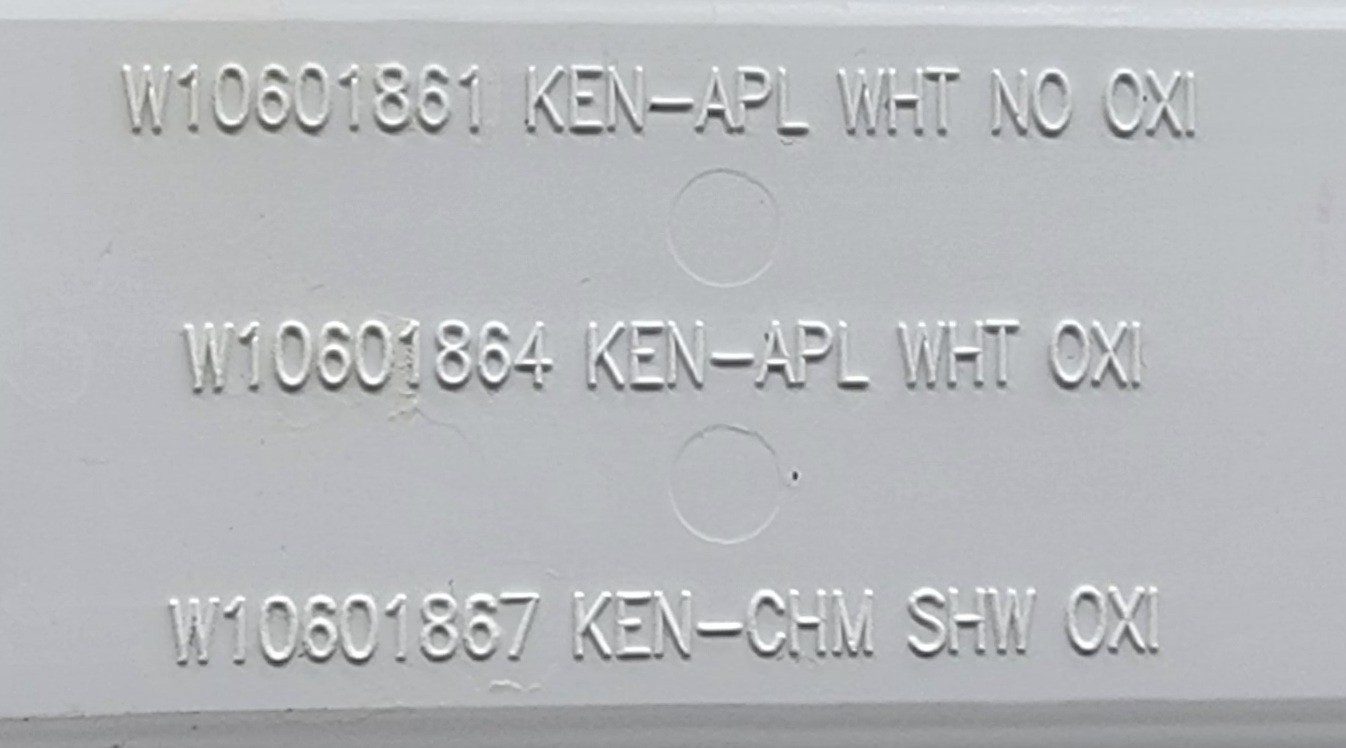 W10601861 KEN-APL WHT NO OXI
W10601864 KEN-APL WHT OXI
W10601867 KEN-CHM SHW OXI